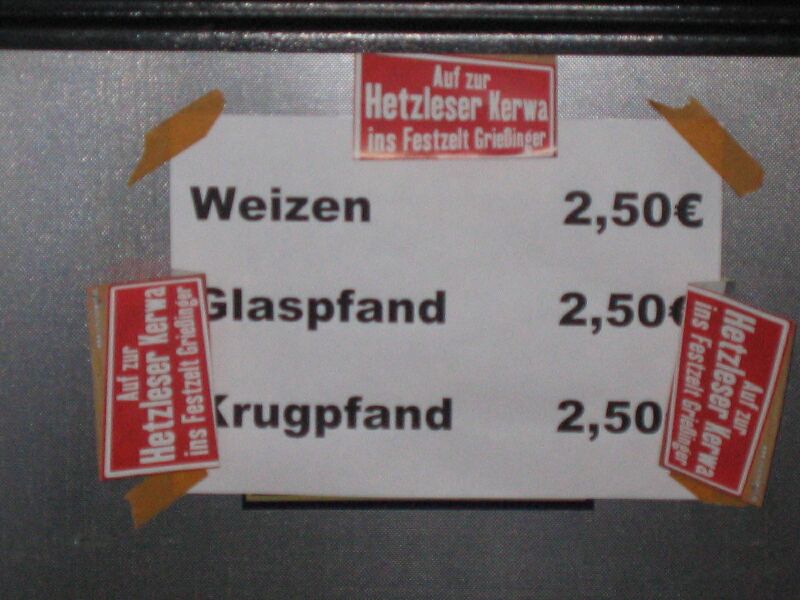 Auf zur
Hetzleser Kerwa
ins Festzelt Grießinger
Weizen 2,50€
Glaspfand 2,50€
Krugpfand 2,50
Auf zur
Hetzleser Kerwa
ins Festzelt Grießinger
Auf zur
Hetzleser Kerwa
ins Festzelt Grießinger